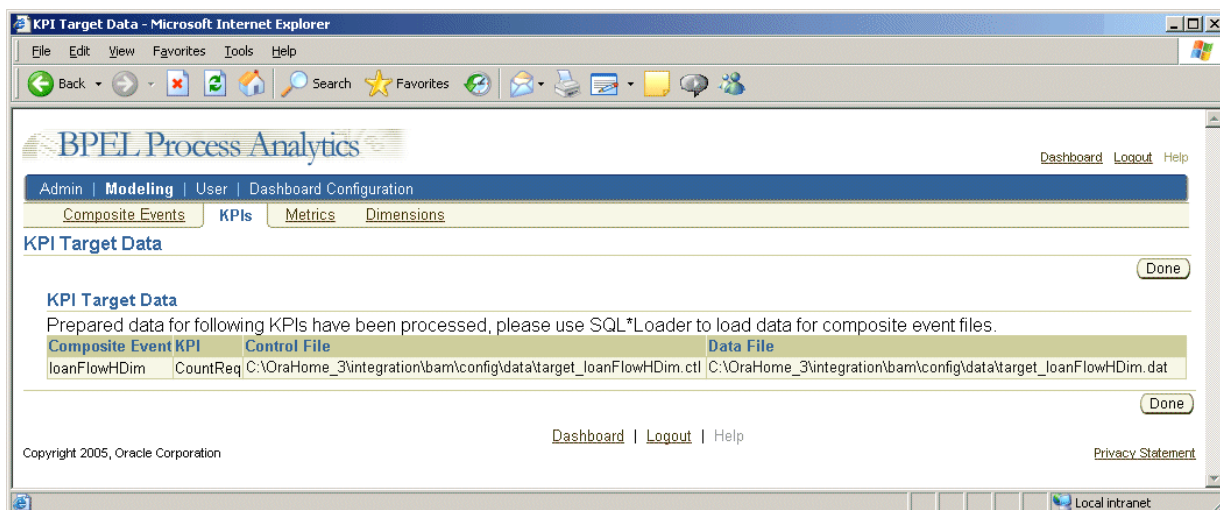 KPI Target Data - Microsoft Internet Explorer
File Edit View Favorites Tools Help
Back Search Favorites
BPEL Process Analytics
Dashboard Logout Help
Admin | Modeling | User | Dashboard Configuration
Composite Events KPIs Metrics Dimensions
KPI Target Data
Done
KPI Target Data
Prepared data for following KPIs have been processed, please use SQL*Loader to load data for composite event files.
Composite Event KPI Control File Data File
loanFlowHDim CountReq C:\OraHome_3\integration\bam\config\data\target_loanFlowHDim.ctl C:\OraHome_3\integration\bam\config\data\target_loanFlowHDim.dat
Done
Dashboard | Logout | Help
Copyright 2005, Oracle Corporation Privacy Statement
Local intranet